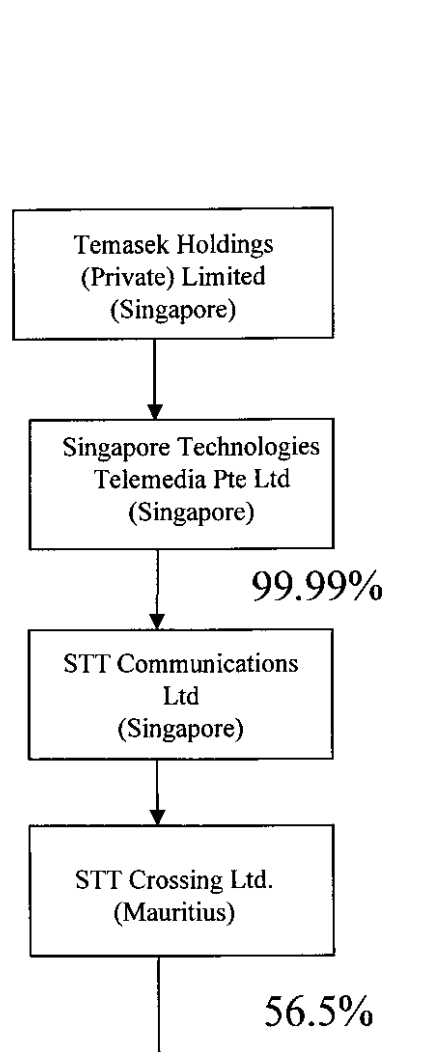 Temasek Holdings
(Private) Limited
(Singapore)
Singapore Technologies
Telemedia Pte Ltd
(Singapore)
99.99%
STT Communications
Ltd
(Singapore)
STT Crossing Ltd.
(Mauritius)
56.5%